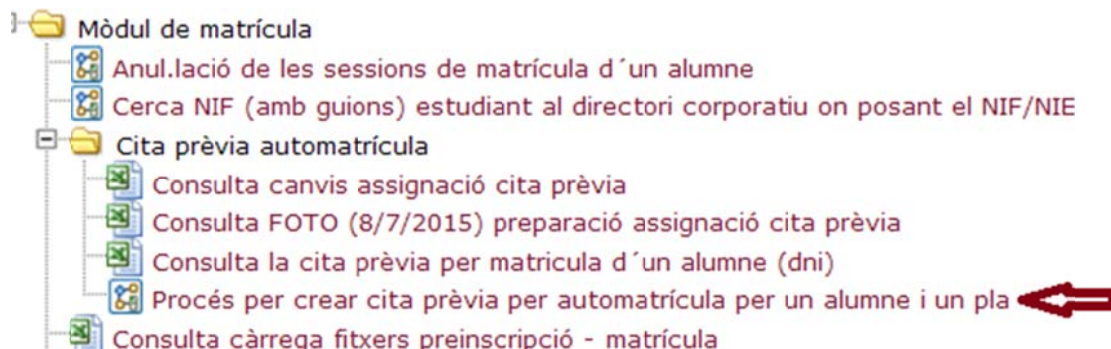 Mòdul de matrícula
Anul.lació de les sessions de matrícula d´un alumne
Cerca NIF (amb guions) estudiant al directori corporatiu on posant el NIF/NIE
Cita prèvia automatrícula
Consulta canvis assignació cita prèvia
Consulta FOTO (8/7/2015) preparació assignació cita prèvia
Consulta la cita prèvia per matricula d´un alumne (dni)
Procés per crear cita prèvia per automatrícula per un alumne i un pla
Consulta càrrega fitxers preinscripció - matrícula